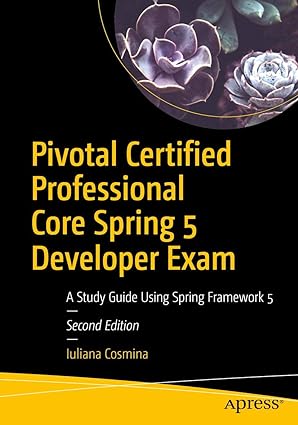 Pivotal Certified
Professional
Core Spring 5
Developer Exam
A Study Guide Using Spring Framework 5
—
Second Edition
—
Iuliana Cosmina
Apress®